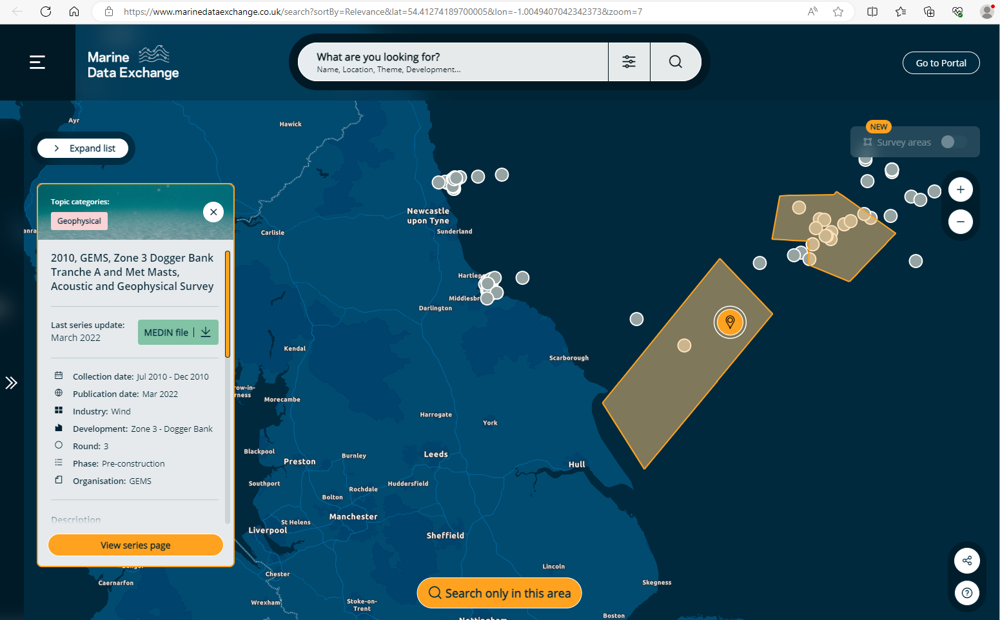 https://www.marinedataexchange.co.uk/search?sortBy=Relevance&lat=54.41274189700005&lon=-1.0049407042342373&zoom=7
Marine
Data Exchange
What are you looking for?
Name, Location, Theme, Development...
Go to Portal
NEW
Survey areas
Expand list
Topic categories:
Geophysical
2010, GEMS, Zone 3 Dogger Bank
Tranche A and Met Masts,
Acoustic and Geophysical Survey
Last series update:
March 2022
MEDIN file
Collection date: Jul 2010 - Dec 2010
Publication date: Mar 2022
Industry: Wind
Development: Zone 3 - Dogger Bank
Round: 3
Phase: Pre-construction
Organisation: GEMS
Description
View series page
Ayr
Hawick
Newcastle
upon Tyne
Sunderland
Carlisle
Darlington
Kendal
Scarborough
Morecambe
Harrogate
York
Blackpool
Preston
Burnley
Leeds
Hull
Southport
Rochdale
Huddersfield
Bolton
St Helens
Manchester
Liverpool
Sheffield
Chester
Lincoln
Caernarfon
Skegness
Wrexham
Stoke-on-
Trent
Boston
Nottingham
Search only in this area